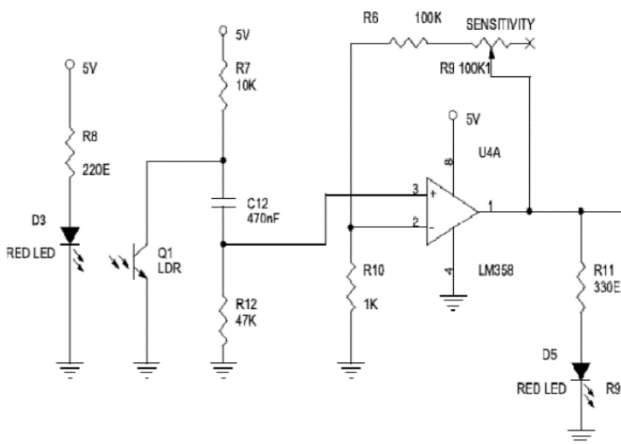 R6
100K
SENSITIVITY
R9 100K1
5V
R7
10K
5V
R8
220E
5V
8
U4A
C12
470nF
3
+
1
2
-
D3
RED LED
Q1
LDR
R12
47K
R10
1K
4
LM358
R11
330E
D5
RED LED
R9